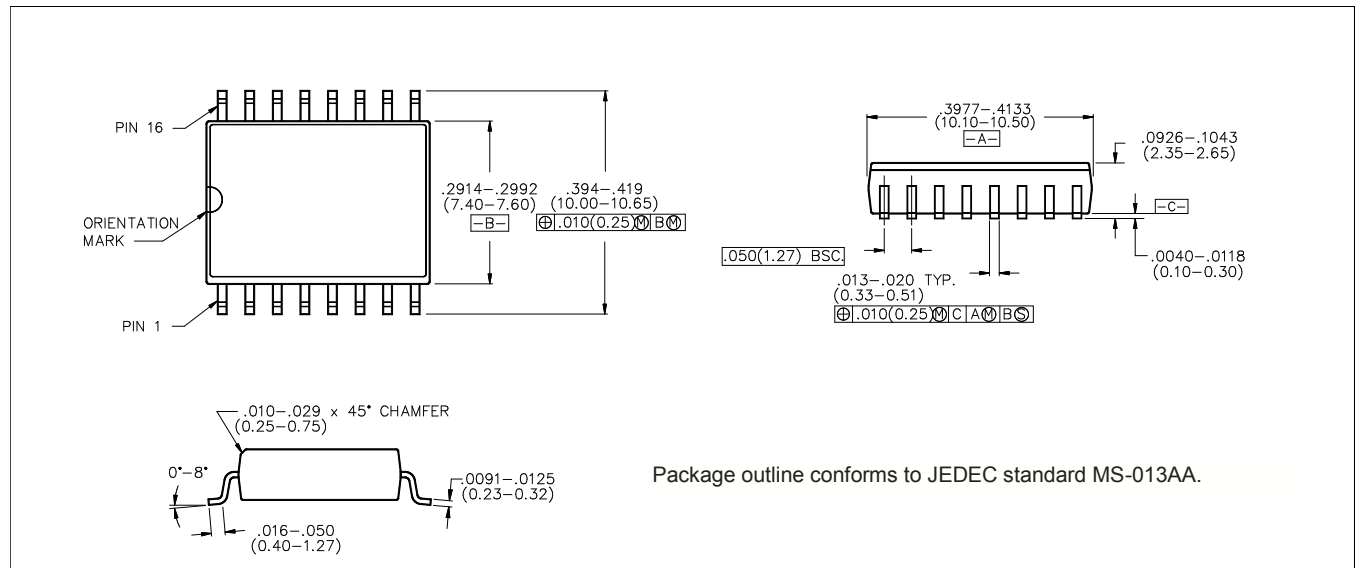 PIN 16
ORIENTATION
MARK
PIN 1
.2914–.2992
(7.40–7.60)
–B–
.394–.419
(10.00–10.65)
⌖ .010(0.25)Ⓜ BⓂ
.3977–.4133
(10.10–10.50)
–A–
.0926–.1043
(2.35–2.65)
–C–
.050(1.27) BSC.
.0040–.0118
(0.10–0.30)
.013–.020 TYP.
(0.33–0.51)
⌖ .010(0.25)Ⓜ C AⓂ BⓈ
.010–.029 x 45° CHAMFER
(0.25–0.75)
0°–8°
.0091–.0125
(0.23–0.32)
.016–.050
(0.40–1.27)
Package outline conforms to JEDEC standard MS-013AA.